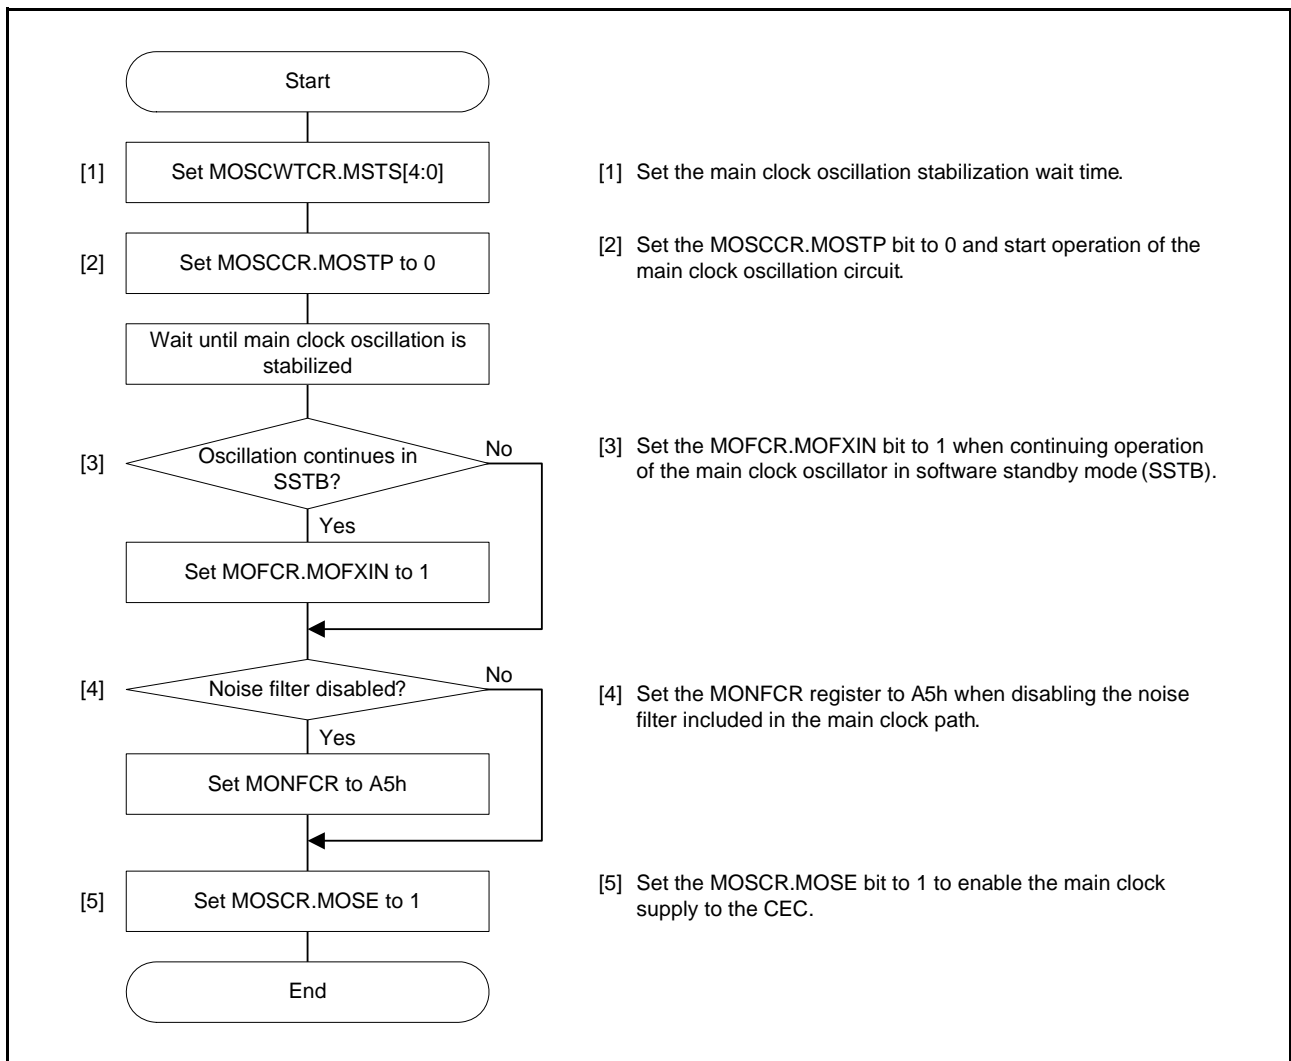 Start
[1]
Set MOSCWTCR.MSTS[4:0]
[1] Set the main clock oscillation stabilization wait time.
[2]
Set MOSCCR.MOSTP to 0
[2] Set the MOSCCR.MOSTP bit to 0 and start operation of the
main clock oscillation circuit.
Wait until main clock oscillation is
stabilized
[3]
Oscillation continues in
SSTB?
No
Yes
[3] Set the MOFCR.MOFXIN bit to 1 when continuing operation
of the main clock oscillator in software standby mode (SSTB).
Set MOFCR.MOFXIN to 1
[4]
Noise filter disabled?
No
Yes
[4] Set the MONFCR register to A5h when disabling the noise
filter included in the main clock path.
Set MONFCR to A5h
[5]
Set MOSCR.MOSE to 1
[5] Set the MOSCR.MOSE bit to 1 to enable the main clock
supply to the CEC.
End